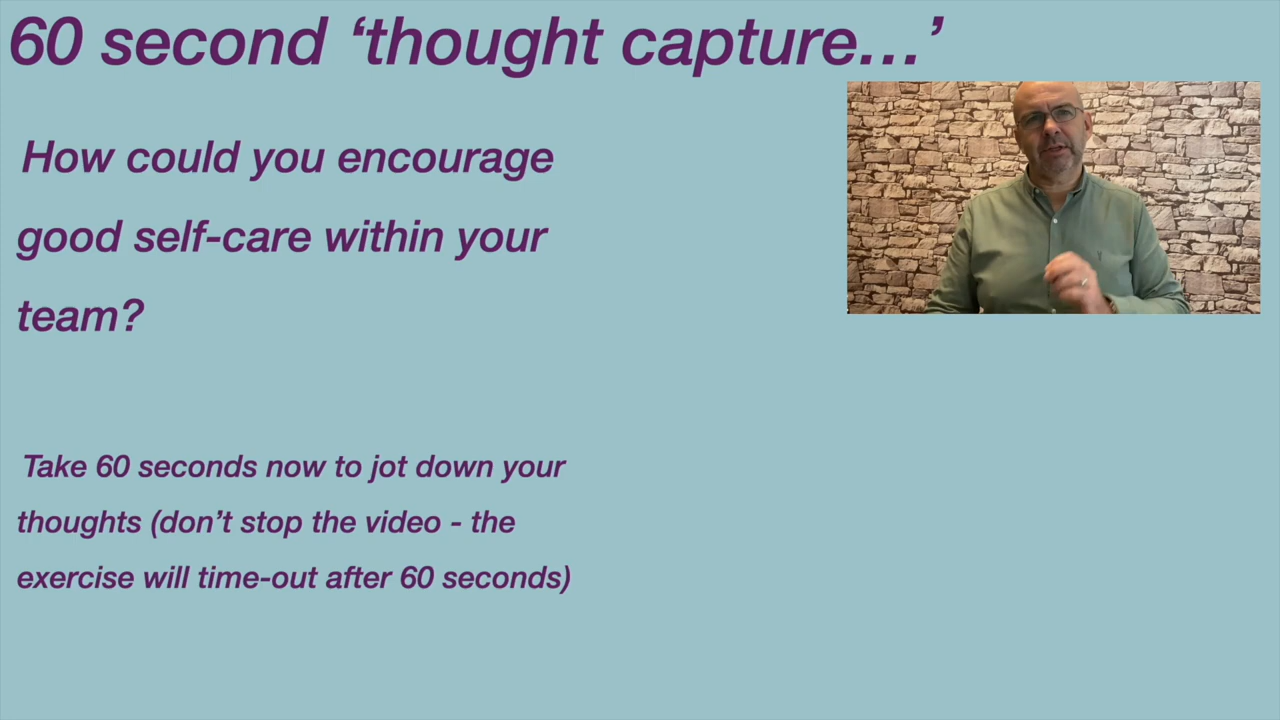 60 second ‘thought capture…’
How could you encourage
good self-care within your
team?
Take 60 seconds now to jot down your
thoughts (don’t stop the video - the
exercise will time-out after 60 seconds)